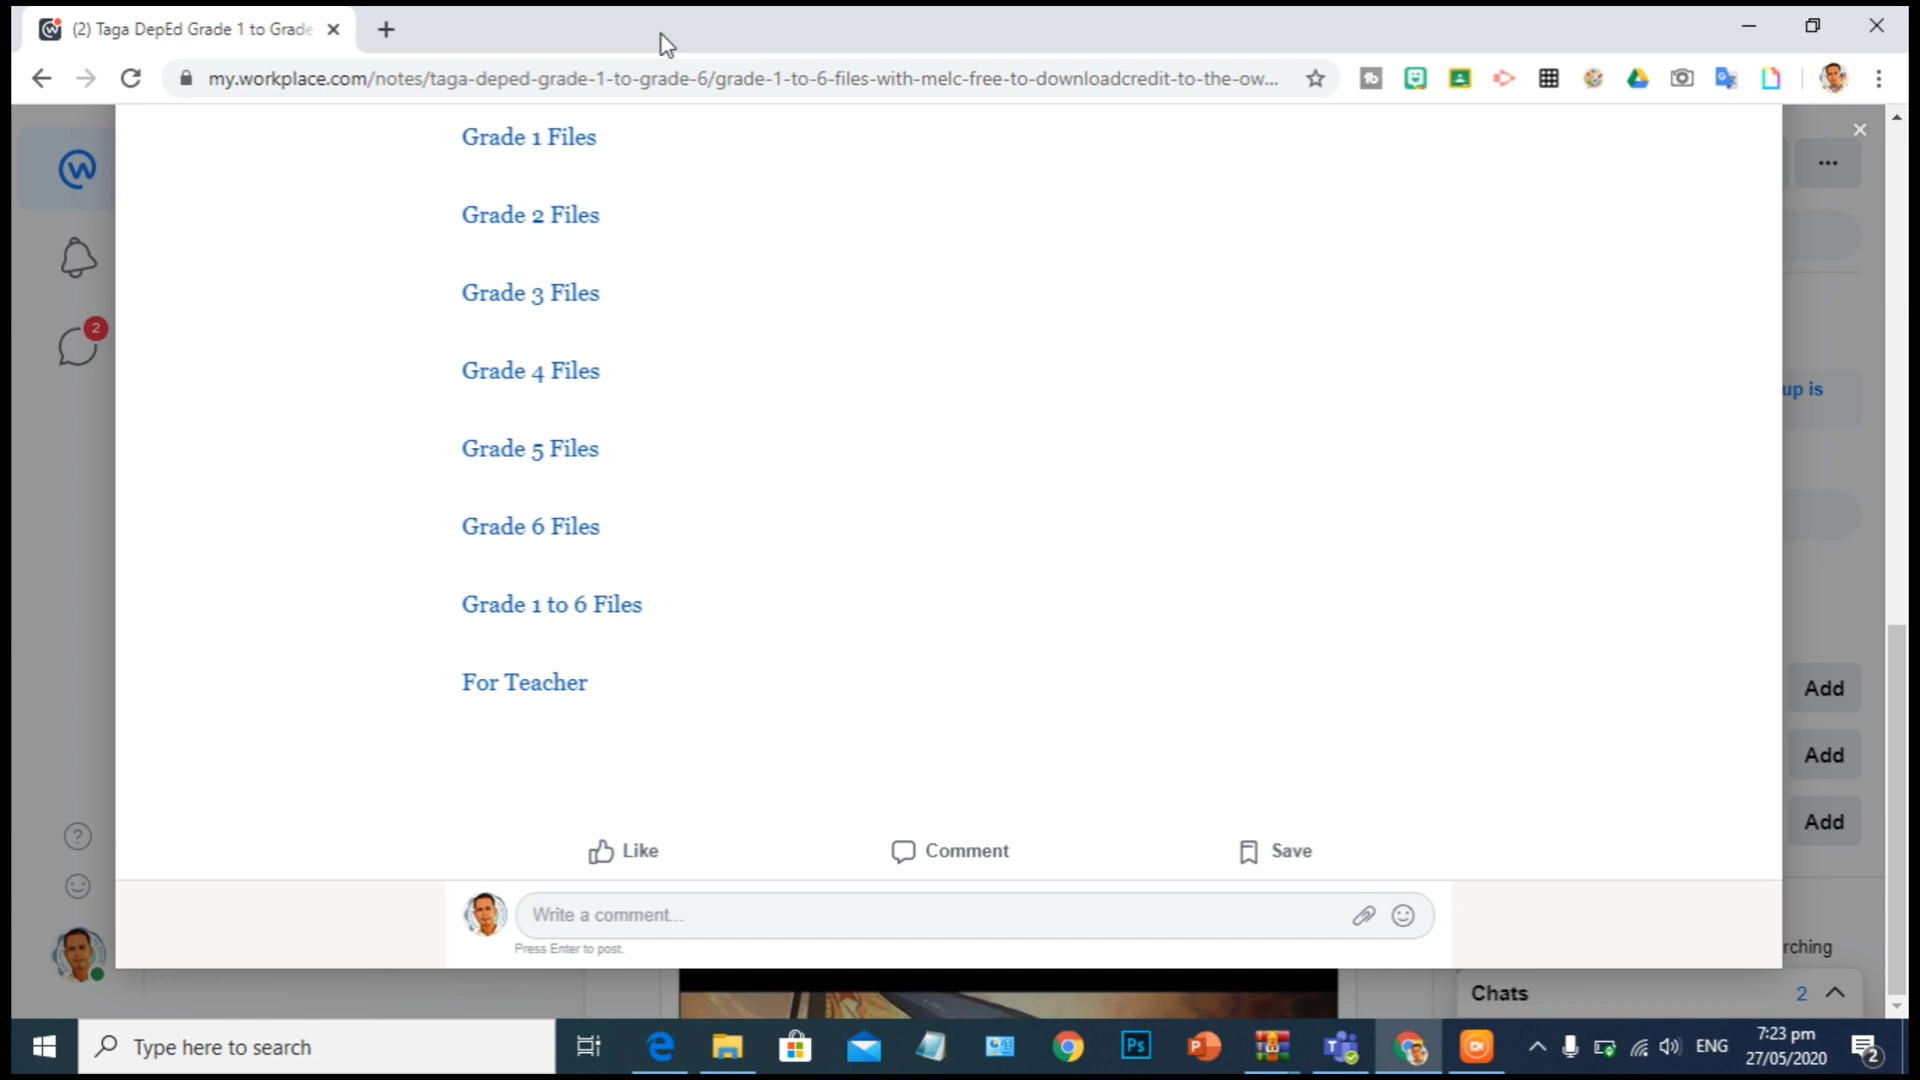 (2) Taga DepEd Grade 1 to Grade
my.workplace.com/notes/taga-deped-grade-1-to-grade-6/grade-1-to-6-files-with-melc-free-to-downloadcredit-to-the-ow...
Grade 1 Files
Grade 2 Files
2
Grade 3 Files
Grade 4 Files
up is
Grade 5 Files
Grade 6 Files
Grade 1 to 6 Files
For Teacher
Add
Add
Add
Like Comment Save
Write a comment...
Press Enter to post.
rching
Chats 2
Type here to search
Ps
ENG
7:23 pm
27/05/2020
2